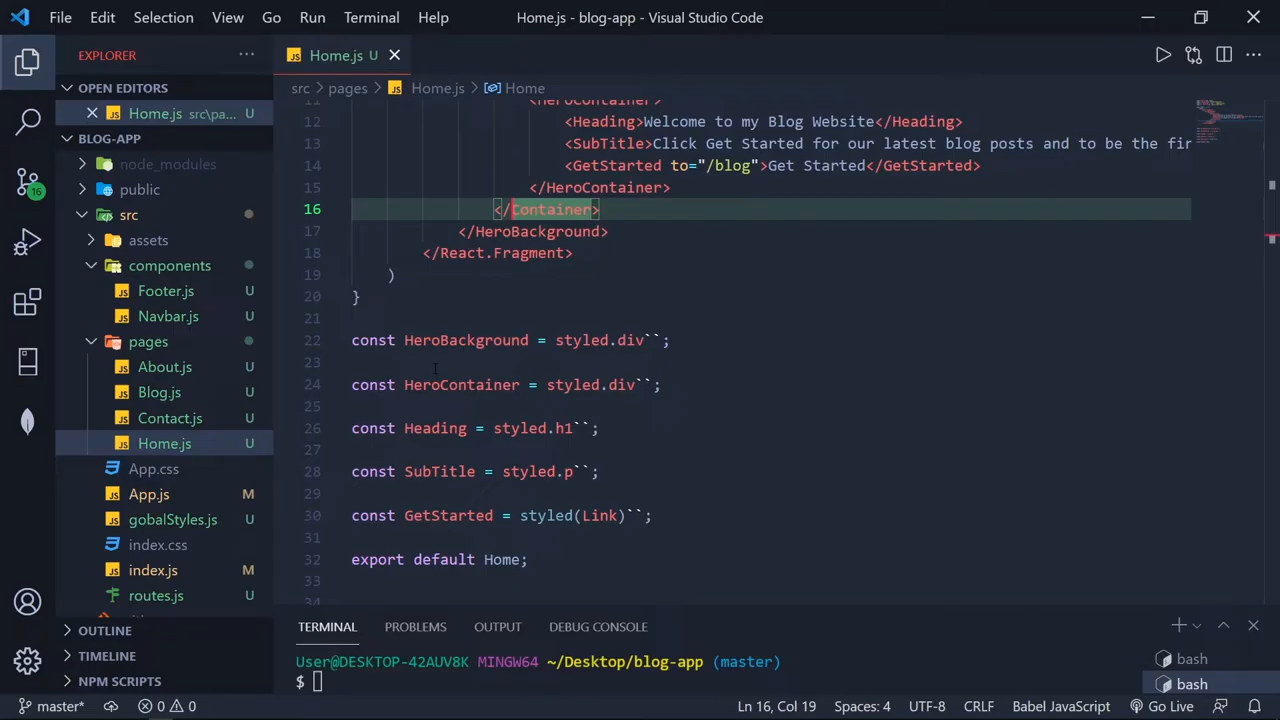 File Edit Selection View Go Run Terminal Help Home.js - blog-app - Visual Studio Code
EXPLORER
OPEN EDITORS
Home.js src\pa... U
BLOG-APP
node_modules
public
src
assets
components
Footer.js U
Navbar.js U
pages
About.js U
Blog.js U
Contact.js U
Home.js U
App.css
App.js M
gobalStyles.js U
index.css
index.js M
routes.js U
OUTLINE
TIMELINE
NPM SCRIPTS
16
JS Home.js U
src > pages > JS Home.js > Home
11 <HeroContainer>
12 <Heading>Welcome to my Blog Website</Heading>
13 <SubTitle>Click Get Started for our latest blog posts and to be the fir
14 <GetStarted to="/blog">Get Started</GetStarted>
15 </HeroContainer>
16 </Container>
17 </HeroBackground>
18 </React.Fragment>
19 )
20 }
21
22 const HeroBackground = styled.div``;
23
24 const HeroContainer = styled.div``;
25
26 const Heading = styled.h1``;
27
28 const SubTitle = styled.p``;
29
30 const GetStarted = styled(Link)``;
31
32 export default Home;
33
34
TERMINAL PROBLEMS OUTPUT DEBUG CONSOLE
User@DESKTOP-42AUV8K MINGW64 ~/Desktop/blog-app (master)
$
bash
bash
master* 0 0 Ln 16, Col 19 Spaces: 4 UTF-8 CRLF Babel JavaScript Go Live